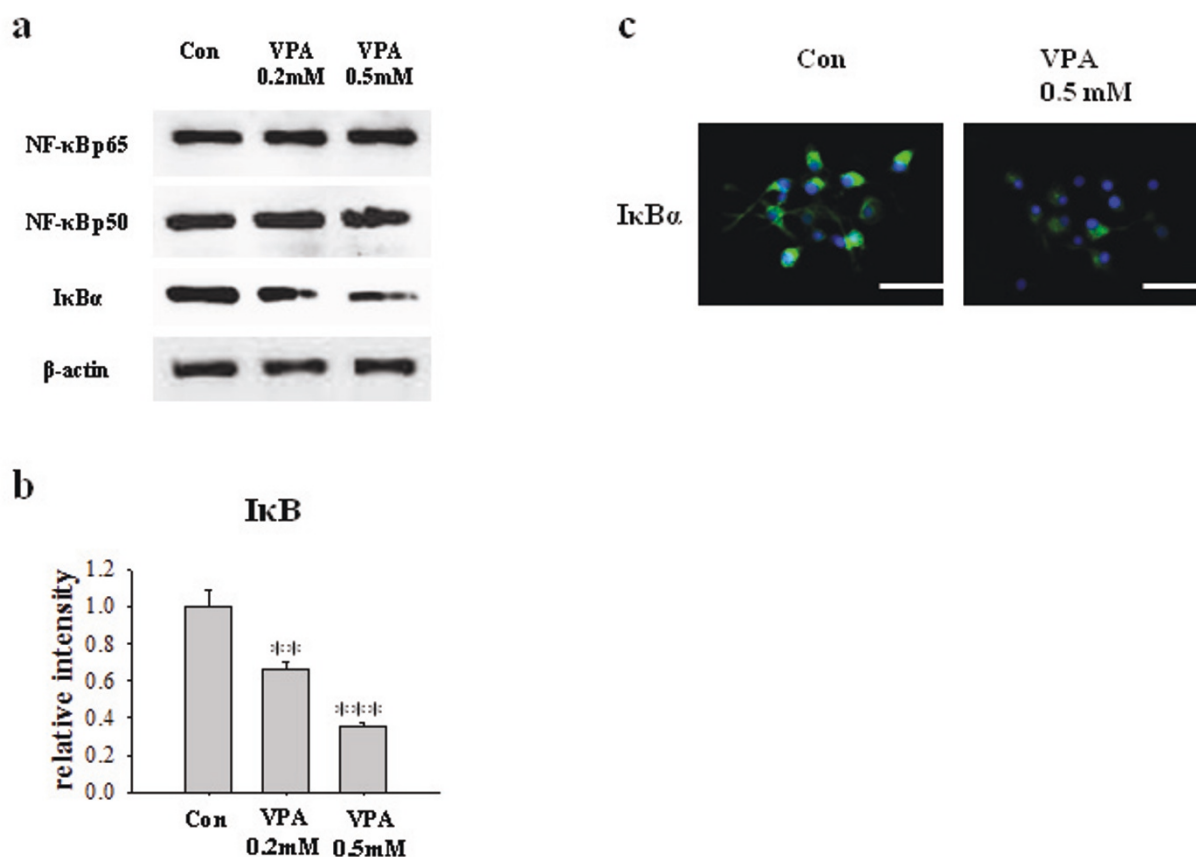 a
Con
VPA
0.2mM
VPA
0.5mM
NF-κBp65
NF-κBp50
IκBα
β-actin
b
IκB
relative intensity
1.2
1.0
0.8
0.6
0.4
0.2
0.0
**
***
Con
VPA
0.2mM
VPA
0.5mM
c
Con
VPA
0.5 mM
IκBα